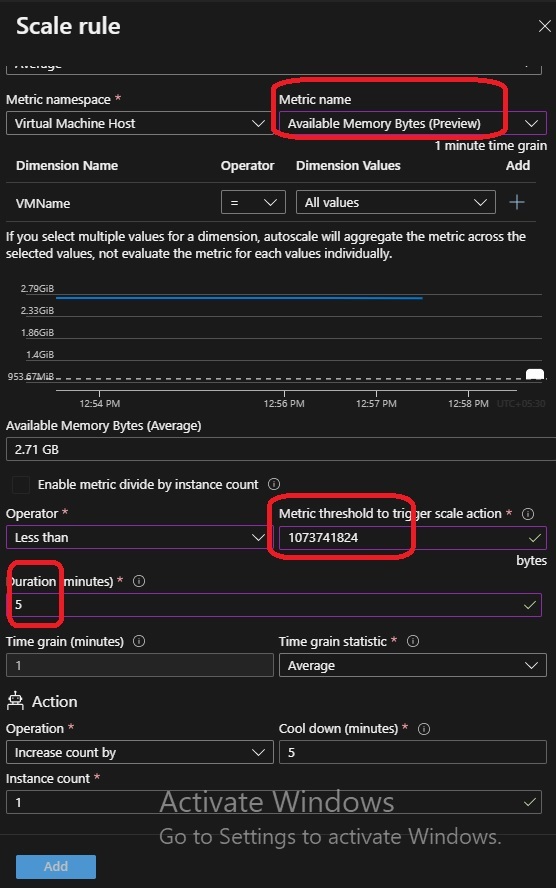 Scale rule
Average
Metric namespace *
Metric name
Virtual Machine Host
Available Memory Bytes (Preview)
1 minute time grain
Dimension Name Operator Dimension Values Add
VMName = All values
If you select multiple values for a dimension, autoscale will aggregate the metric across the
selected values, not evaluate the metric for each values individually.
2.79GiB
2.33GiB
1.86GiB
1.4GiB
953.67MiB
12:54 PM 12:56 PM 12:57 PM 12:58 PM UTC+05:30
Available Memory Bytes (Average)
2.71 GB
Enable metric divide by instance count
Operator *
Metric threshold to trigger scale action *
Less than
1073741824
bytes
Duration (minutes) *
5
Time grain (minutes)
Time grain statistic *
1
Average
Action
Operation *
Cool down (minutes) *
Increase count by
5
Instance count *
1
Activate Windows
Go to Settings to activate Windows.
Add